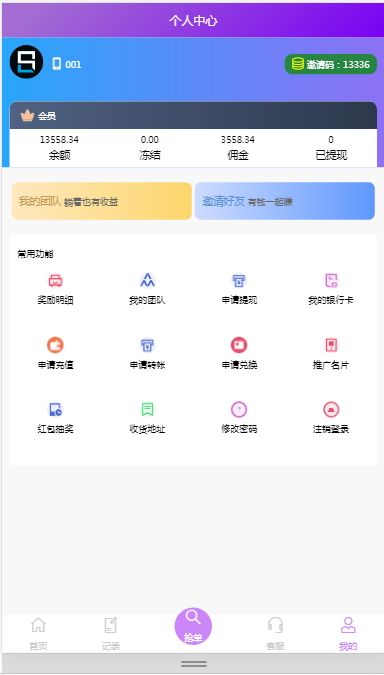 个人中心
001
邀请码：13336
会员
13558.34 0.00 3558.34 0
余额 冻结 佣金 已提现
我的团队 躺着也有收益
邀请好友 有钱一起赚
常用功能
奖励明细 我的团队 申请提现 我的银行卡
申请充值 申请转帐 申请兑换 推广名片
红包抽奖 收货地址 修改密码 注销登录
首页 记录 抢单 客服 我的